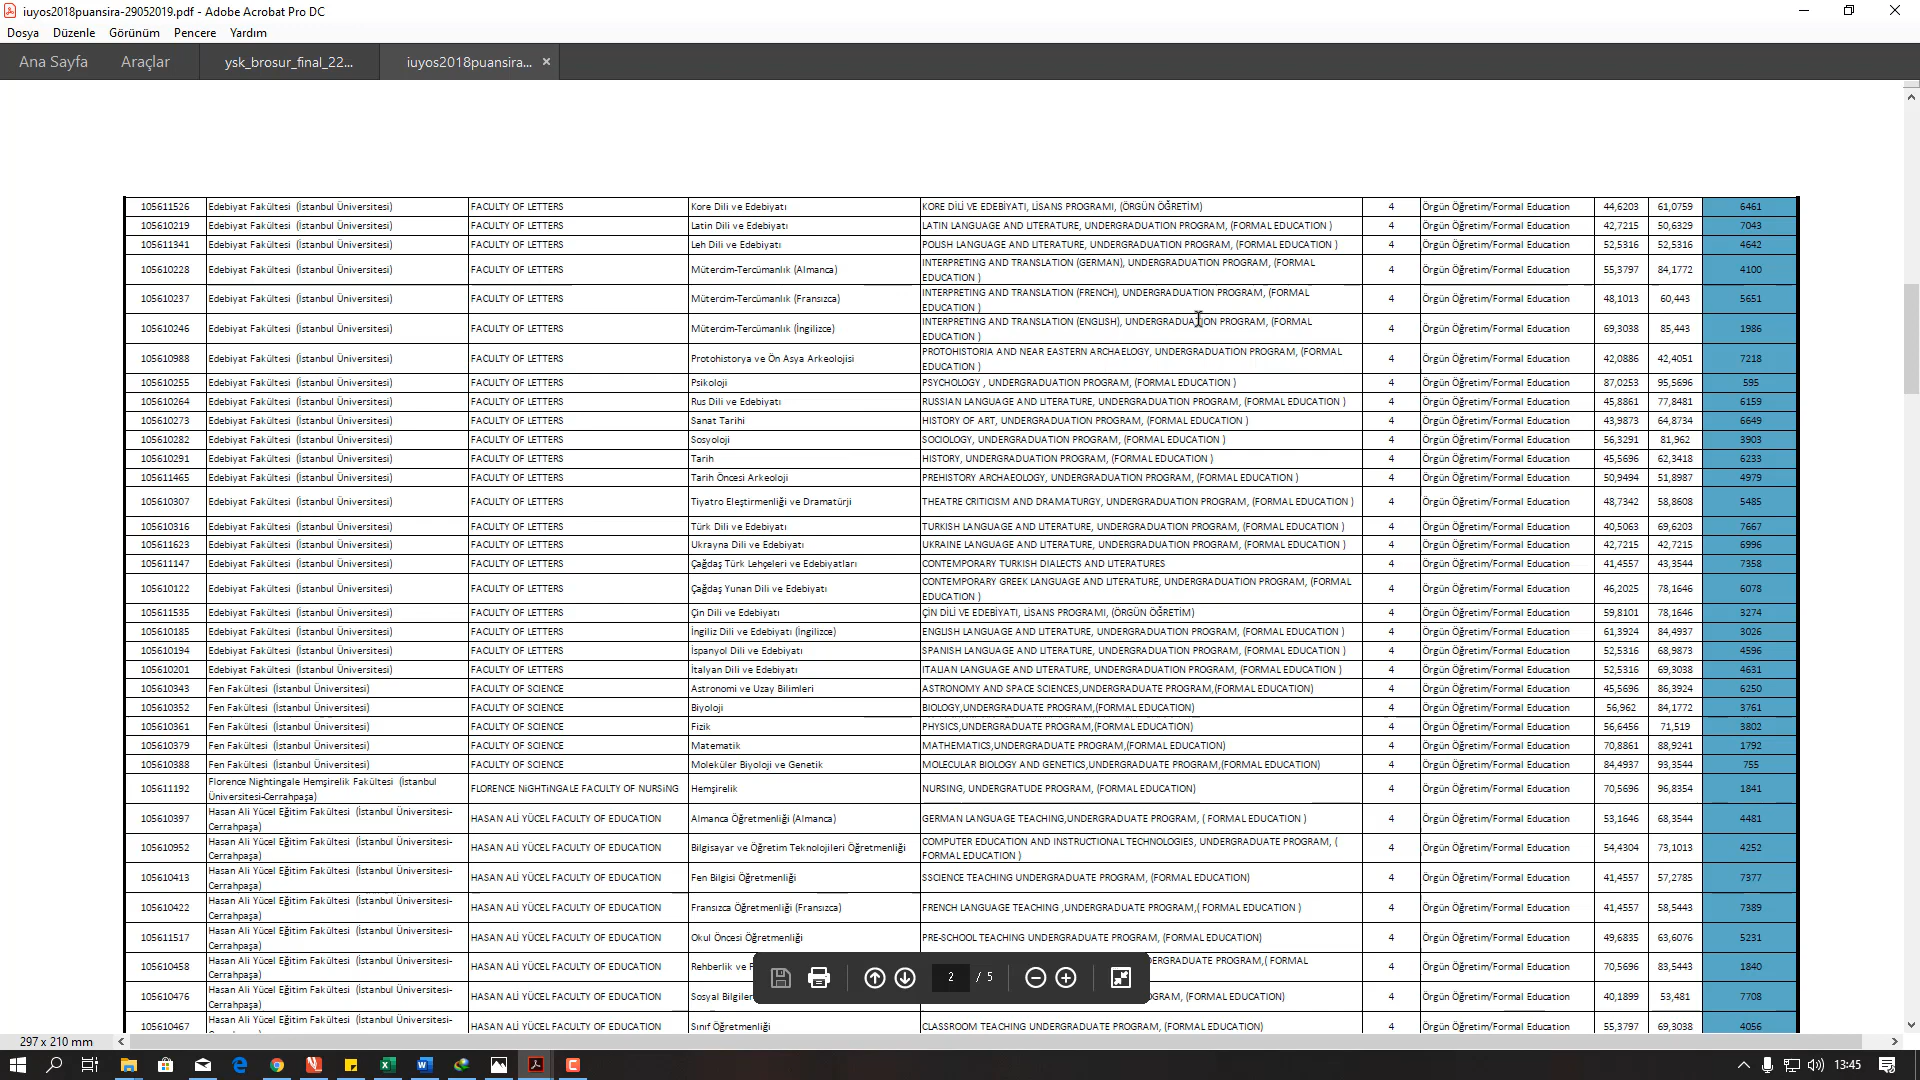 iuyos2018puansira-29052019.pdf - Adobe Acrobat Pro DC
Dosya Düzenle Görünüm Pencere Yardım
Ana Sayfa Araçlar ysk_brosur_final_22... iuyos2018puansira... ×
105611526 Edebiyat Fakültesi (İstanbul Üniversitesi) FACULTY OF LETTERS Kore Dili ve Edebiyatı KORE DİLİ VE EDEBİYATI, LİSANS PROGRAMI, (ÖRGÜN ÖĞRETİM) 4 Örgün Öğretim/Formal Education 44,6203 61,0759 6461
105610219 Edebiyat Fakültesi (İstanbul Üniversitesi) FACULTY OF LETTERS Latin Dili ve Edebiyatı LATIN LANGUAGE AND LITERATURE, UNDERGRADUATION PROGRAM, (FORMAL EDUCATION ) 4 Örgün Öğretim/Formal Education 42,7215 50,6329 7043
105611341 Edebiyat Fakültesi (İstanbul Üniversitesi) FACULTY OF LETTERS Leh Dili ve Edebiyatı POLISH LANGUAGE AND LITERATURE, UNDERGRADUATION PROGRAM, (FORMAL EDUCATION ) 4 Örgün Öğretim/Formal Education 52,5316 52,5316 4642
105610228 Edebiyat Fakültesi (İstanbul Üniversitesi) FACULTY OF LETTERS Mütercim-Tercümanlık (Almanca) INTERPRETING AND TRANSLATION (GERMAN), UNDERGRADUATION PROGRAM, (FORMAL
EDUCATION ) 4 Örgün Öğretim/Formal Education 55,3797 84,1772 4100
105610237 Edebiyat Fakültesi (İstanbul Üniversitesi) FACULTY OF LETTERS Mütercim-Tercümanlık (Fransızca) INTERPRETING AND TRANSLATION (FRENCH), UNDERGRADUATION PROGRAM, (FORMAL
EDUCATION ) 4 Örgün Öğretim/Formal Education 48,1013 60,443 5651
105610246 Edebiyat Fakültesi (İstanbul Üniversitesi) FACULTY OF LETTERS Mütercim-Tercümanlık (İngilizce) INTERPRETING AND TRANSLATION (ENGLISH), UNDERGRADUATION PROGRAM, (FORMAL
EDUCATION ) 4 Örgün Öğretim/Formal Education 69,3038 85,443 1986
105610988 Edebiyat Fakültesi (İstanbul Üniversitesi) FACULTY OF LETTERS Protohistorya ve Ön Asya Arkeolojisi PROTOHISTORIA AND NEAR EASTERN ARCHAELOGY, UNDERGRADUATION PROGRAM, (FORMAL
EDUCATION ) 4 Örgün Öğretim/Formal Education 42,0886 42,4051 7218
105610255 Edebiyat Fakültesi (İstanbul Üniversitesi) FACULTY OF LETTERS Psikoloji PSYCHOLOGY , UNDERGRADUATION PROGRAM, (FORMAL EDUCATION ) 4 Örgün Öğretim/Formal Education 87,0253 95,5696 595
105610264 Edebiyat Fakültesi (İstanbul Üniversitesi) FACULTY OF LETTERS Rus Dili ve Edebiyatı RUSSIAN LANGUAGE AND LITERATURE, UNDERGRADUATION PROGRAM, (FORMAL EDUCATION ) 4 Örgün Öğretim/Formal Education 45,8861 77,8481 6159
105610273 Edebiyat Fakültesi (İstanbul Üniversitesi) FACULTY OF LETTERS Sanat Tarihi HISTORY OF ART, UNDERGRADUATION PROGRAM, (FORMAL EDUCATION ) 4 Örgün Öğretim/Formal Education 43,9873 64,8734 6649
105610282 Edebiyat Fakültesi (İstanbul Üniversitesi) FACULTY OF LETTERS Sosyoloji SOCIOLOGY, UNDERGRADUATION PROGRAM, (FORMAL EDUCATION ) 4 Örgün Öğretim/Formal Education 56,3291 81,962 3903
105610291 Edebiyat Fakültesi (İstanbul Üniversitesi) FACULTY OF LETTERS Tarih HISTORY, UNDERGRADUATION PROGRAM, (FORMAL EDUCATION ) 4 Örgün Öğretim/Formal Education 45,5696 62,3418 6233
105611465 Edebiyat Fakültesi (İstanbul Üniversitesi) FACULTY OF LETTERS Tarih Öncesi Arkeoloji PREHISTORY ARCHAEOLOGY, UNDERGRADUATION PROGRAM, (FORMAL EDUCATION ) 4 Örgün Öğretim/Formal Education 50,9494 51,8987 4979
105610307 Edebiyat Fakültesi (İstanbul Üniversitesi) FACULTY OF LETTERS Tiyatro Eleştirmenliği ve Dramatürji THEATRE CRITICISM AND DRAMATURGY, UNDERGRADUATION PROGRAM, (FORMAL EDUCATION ) 4 Örgün Öğretim/Formal Education 48,7342 58,8608 5485
105610316 Edebiyat Fakültesi (İstanbul Üniversitesi) FACULTY OF LETTERS Türk Dili ve Edebiyatı TURKISH LANGUAGE AND LITERATURE, UNDERGRADUATION PROGRAM, (FORMAL EDUCATION ) 4 Örgün Öğretim/Formal Education 40,5063 69,6203 7667
105611623 Edebiyat Fakültesi (İstanbul Üniversitesi) FACULTY OF LETTERS Ukrayna Dili ve Edebiyatı UKRAINE LANGUAGE AND LITERATURE, UNDERGRADUATION PROGRAM, (FORMAL EDUCATION ) 4 Örgün Öğretim/Formal Education 42,7215 42,7215 6996
105611147 Edebiyat Fakültesi (İstanbul Üniversitesi) FACULTY OF LETTERS Çağdaş Türk Lehçeleri ve Edebiyatları CONTEMPORARY TURKISH DIALECTS AND LITERATURES 4 Örgün Öğretim/Formal Education 41,4557 43,3544 7358
105610122 Edebiyat Fakültesi (İstanbul Üniversitesi) FACULTY OF LETTERS Çağdaş Yunan Dili ve Edebiyatı CONTEMPORARY GREEK LANGUAGE AND LITERATURE, UNDERGRADUATION PROGRAM, (FORMAL
EDUCATION ) 4 Örgün Öğretim/Formal Education 46,2025 78,1646 6078
105611535 Edebiyat Fakültesi (İstanbul Üniversitesi) FACULTY OF LETTERS Çin Dili ve Edebiyatı ÇİN DİLİ VE EDEBİYATI, LİSANS PROGRAMI, (ÖRGÜN ÖĞRETİM) 4 Örgün Öğretim/Formal Education 59,8101 78,1646 3274
105610185 Edebiyat Fakültesi (İstanbul Üniversitesi) FACULTY OF LETTERS İngiliz Dili ve Edebiyatı (İngilizce) ENGLISH LANGUAGE AND LITERATURE, UNDERGRADUATION PROGRAM, (FORMAL EDUCATION ) 4 Örgün Öğretim/Formal Education 61,3924 84,4937 3026
105610194 Edebiyat Fakültesi (İstanbul Üniversitesi) FACULTY OF LETTERS İspanyol Dili ve Edebiyatı SPANISH LANGUAGE AND LITERATURE, UNDERGRADUATION PROGRAM, (FORMAL EDUCATION ) 4 Örgün Öğretim/Formal Education 52,5316 68,9873 4596
105610201 Edebiyat Fakültesi (İstanbul Üniversitesi) FACULTY OF LETTERS İtalyan Dili ve Edebiyatı ITALIAN LANGUAGE AND LITERATURE, UNDERGRADUATION PROGRAM, (FORMAL EDUCATION ) 4 Örgün Öğretim/Formal Education 52,5316 69,3038 4631
105610343 Fen Fakültesi (İstanbul Üniversitesi) FACULTY OF SCIENCE Astronomi ve Uzay Bilimleri ASTRONOMY AND SPACE SCIENCES,UNDERGRADUATE PROGRAM,(FORMAL EDUCATION) 4 Örgün Öğretim/Formal Education 45,5696 86,3924 6250
105610352 Fen Fakültesi (İstanbul Üniversitesi) FACULTY OF SCIENCE Biyoloji BIOLOGY,UNDERGRADUATE PROGRAM,(FORMAL EDUCATION) 4 Örgün Öğretim/Formal Education 56,962 84,1772 3761
105610361 Fen Fakültesi (İstanbul Üniversitesi) FACULTY OF SCIENCE Fizik PHYSICS,UNDERGRADUATE PROGRAM,(FORMAL EDUCATION) 4 Örgün Öğretim/Formal Education 56,6456 71,519 3802
105610379 Fen Fakültesi (İstanbul Üniversitesi) FACULTY OF SCIENCE Matematik MATHEMATICS,UNDERGRADUATE PROGRAM,(FORMAL EDUCATION) 4 Örgün Öğretim/Formal Education 70,8861 88,9241 1792
105610388 Fen Fakültesi (İstanbul Üniversitesi) FACULTY OF SCIENCE Moleküler Biyoloji ve Genetik MOLECULAR BIOLOGY AND GENETICS,UNDERGRADUATE PROGRAM,(FORMAL EDUCATION) 4 Örgün Öğretim/Formal Education 84,4937 93,3544 755
105611192 Florence Nightingale Hemşirelik Fakültesi (İstanbul
Üniversitesi-Cerrahpaşa) FLORENCE NiGHTiNGALE FACULTY OF NURSiNG Hemşirelik NURSING, UNDERGRATUDE PROGRAM, (FORMAL EDUCATION) 4 Örgün Öğretim/Formal Education 70,5696 96,8354 1841
105610397 Hasan Ali Yücel Eğitim Fakültesi (İstanbul Üniversitesi-
Cerrahpaşa) HASAN ALİ YÜCEL FACULTY OF EDUCATION Almanca Öğretmenliği (Almanca) GERMAN LANGUAGE TEACHING,UNDERGRADUATE PROGRAM, ( FORMAL EDUCATION ) 4 Örgün Öğretim/Formal Education 53,1646 68,3544 4481
105610952 Hasan Ali Yücel Eğitim Fakültesi (İstanbul Üniversitesi-
Cerrahpaşa) HASAN ALİ YÜCEL FACULTY OF EDUCATION Bilgisayar ve Öğretim Teknolojileri Öğretmenliği COMPUTER EDUCATION AND INSTRUCTIONAL TECHNOLOGIES, UNDERGRADUATE PROGRAM, (
FORMAL EDUCATION ) 4 Örgün Öğretim/Formal Education 54,4304 73,1013 4252
105610413 Hasan Ali Yücel Eğitim Fakültesi (İstanbul Üniversitesi-
Cerrahpaşa) HASAN ALİ YÜCEL FACULTY OF EDUCATION Fen Bilgisi Öğretmenliği SSCIENCE TEACHING UNDERGRADUATE PROGRAM, (FORMAL EDUCATION) 4 Örgün Öğretim/Formal Education 41,4557 57,2785 7377
105610422 Hasan Ali Yücel Eğitim Fakültesi (İstanbul Üniversitesi-
Cerrahpaşa) HASAN ALİ YÜCEL FACULTY OF EDUCATION Fransızca Öğretmenliği (Fransızca) FRENCH LANGUAGE TEACHING ,UNDERGRADUATE PROGRAM,( FORMAL EDUCATION ) 4 Örgün Öğretim/Formal Education 41,4557 58,5443 7389
105611517 Hasan Ali Yücel Eğitim Fakültesi (İstanbul Üniversitesi-
Cerrahpaşa) HASAN ALİ YÜCEL FACULTY OF EDUCATION Okul Öncesi Öğretmenliği PRE-SCHOOL TEACHING UNDERGRADUATE PROGRAM, (FORMAL EDUCATION) 4 Örgün Öğretim/Formal Education 49,6835 63,6076 5231
105610458 Hasan Ali Yücel Eğitim Fakültesi (İstanbul Üniversitesi-
Cerrahpaşa) HASAN ALİ YÜCEL FACULTY OF EDUCATION Rehberlik ve GRADUATE PROGRAM,( FORMAL 4 Örgün Öğretim/Formal Education 70,5696 83,5443 1840
105610476 Hasan Ali Yücel Eğitim Fakültesi (İstanbul Üniversitesi-
Cerrahpaşa) HASAN ALİ YÜCEL FACULTY OF EDUCATION Sosyal Bilgiler GRAM, (FORMAL EDUCATION) 4 Örgün Öğretim/Formal Education 40,1899 53,481 7708
105610467 Hasan Ali Yücel Eğitim Fakültesi (İstanbul Üniversitesi-
HASAN ALİ YÜCEL FACULTY OF EDUCATION Sınıf Öğretmenliği CLASSROOM TEACHING UNDERGRADUATE PROGRAM, (FORMAL EDUCATION) 4 Örgün Öğretim/Formal Education 55,3797 69,3038 4056
2 / 5
297 x 210 mm
13:45